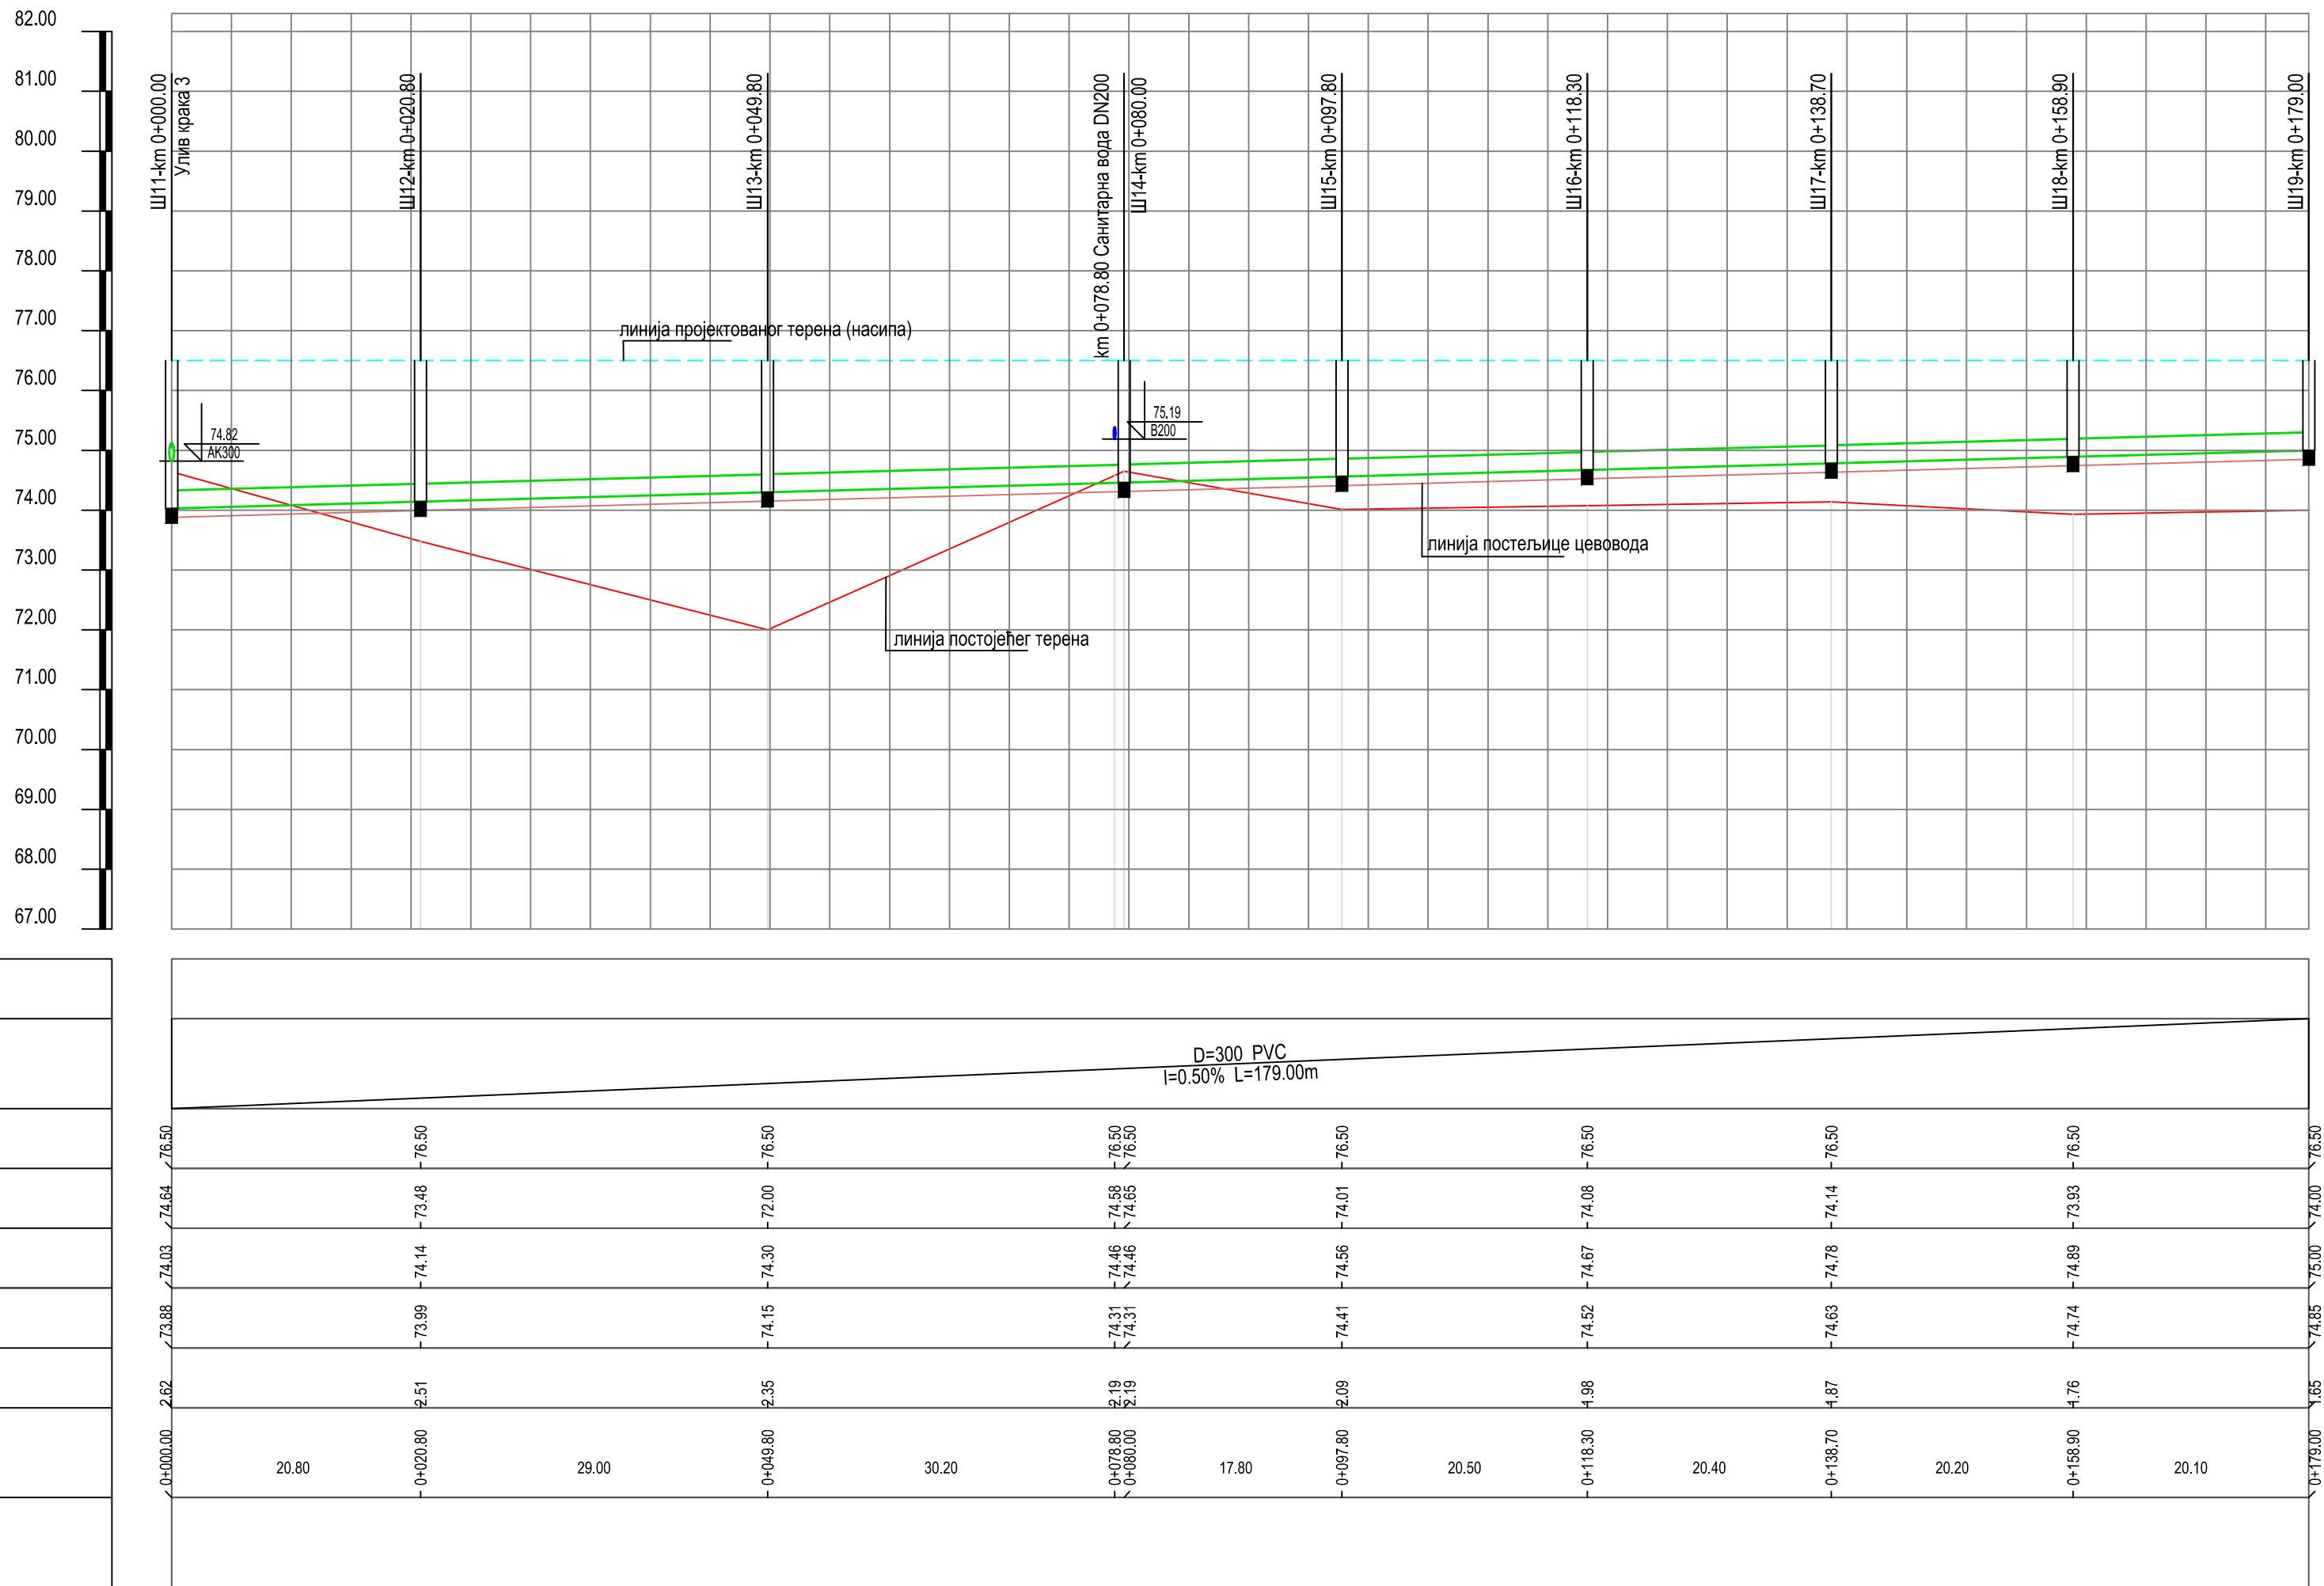 82.00
81.00
80.00
79.00
78.00
77.00
76.00
75.00
74.00
73.00
72.00
71.00
70.00
69.00
68.00
67.00
Ш11-km 0+000.00
Улив крака 3
Ш12-km 0+020.80
Ш13-km 0+049.80
km 0+078.80 Санитарна вода DN200
Ш14-km 0+080.00
Ш15-km 0+097.80
Ш16-km 0+118.30
Ш17-km 0+138.70
Ш18-km 0+158.90
Ш19-km 0+179.00
линија пројектованог терена (насипа)
74.82
АК300
75.19
В200
линија постељице цевовода
линија постојећег терена
D=300 PVC
I=0.50% L=179.00m
76.50 76.50 76.50 76.50 76.50 76.50 76.50 76.50 76.50 76.50
74.64 73.48 72.00 74.58 74.65 74.01 74.08 74.14 73.93 74.00
74.03 74.14 74.30 74.46 74.46 74.56 74.67 74.78 74.89 75.00
73.88 73.99 74.15 74.31 74.31 74.41 74.52 74.63 74.74 74.85
2.62 2.51 2.35 2.19 2.19 2.09 1.98 1.87 1.76 1.65
0+000.00 20.80 0+020.80 29.00 0+049.80 30.20 0+078.80 0+080.00 17.80 0+097.80 20.50 0+118.30 20.40 0+138.70 20.20 0+158.90 20.10 0+179.00